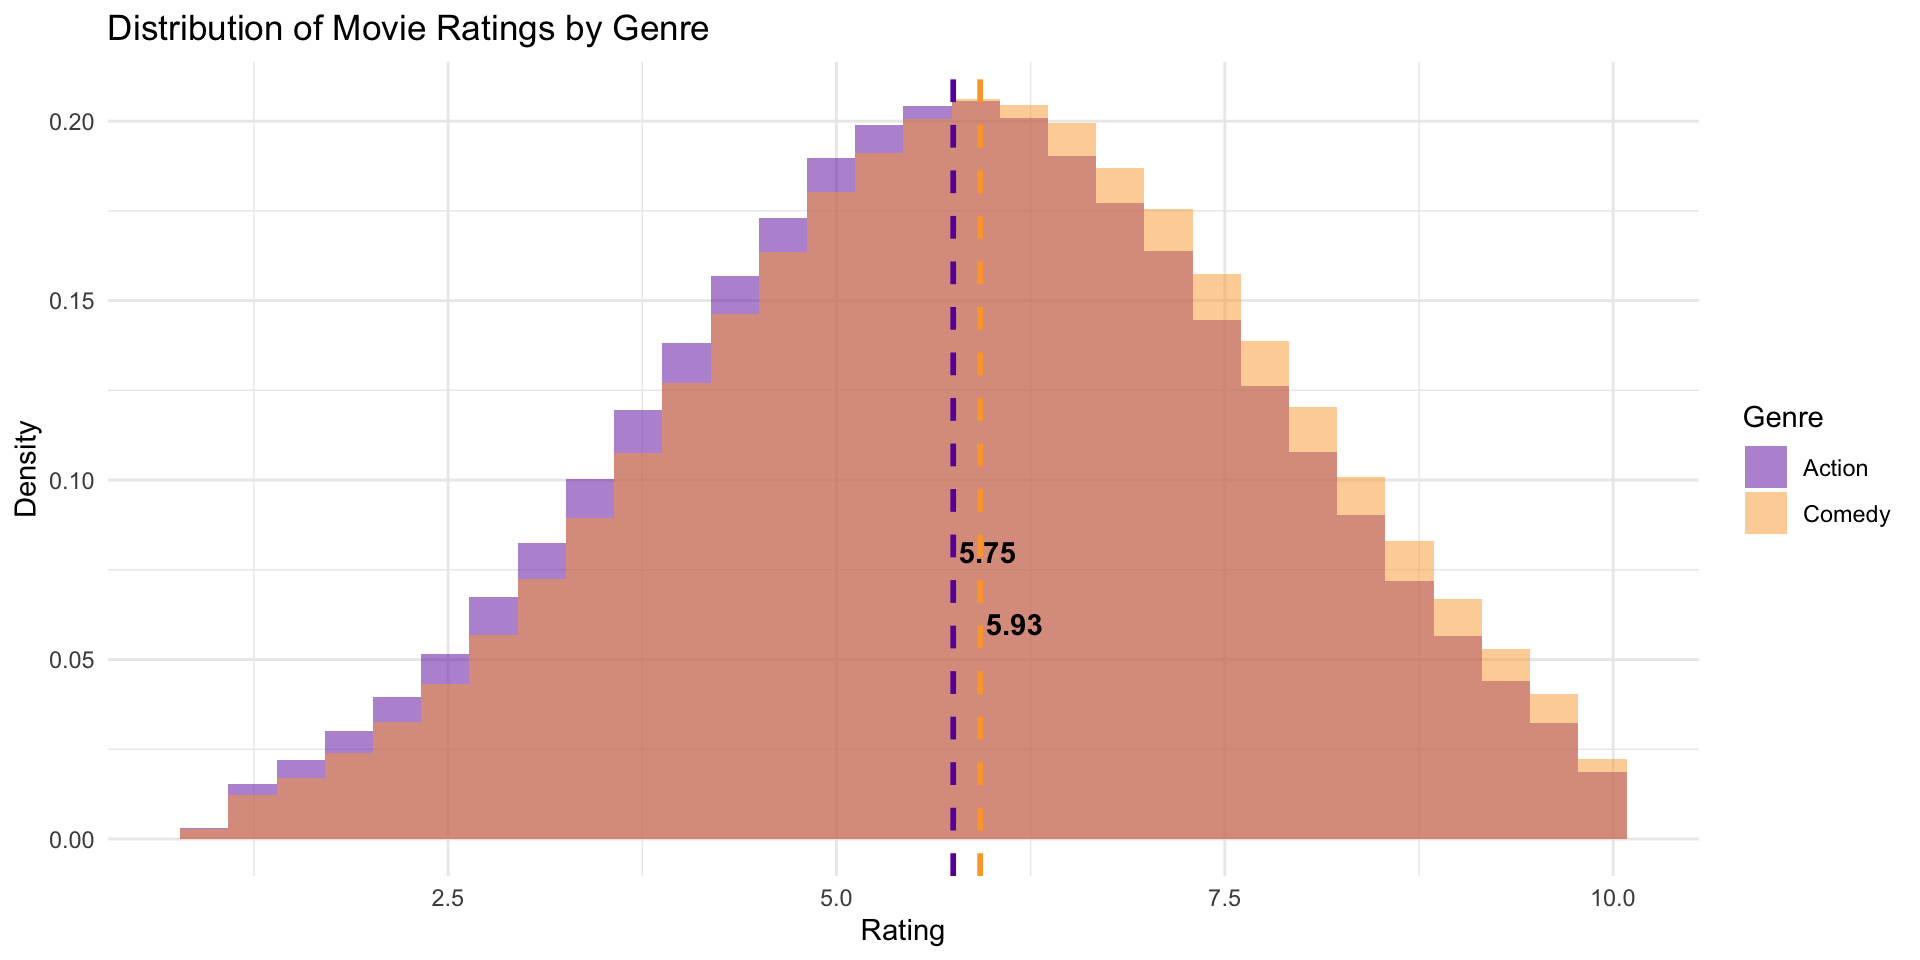 Distribution of Movie Ratings by Genre
0.20
0.15
0.10
0.05
0.00
Density
5.75
5.93
2.5 5.0 7.5 10.0
Rating
Genre
Action
Comedy